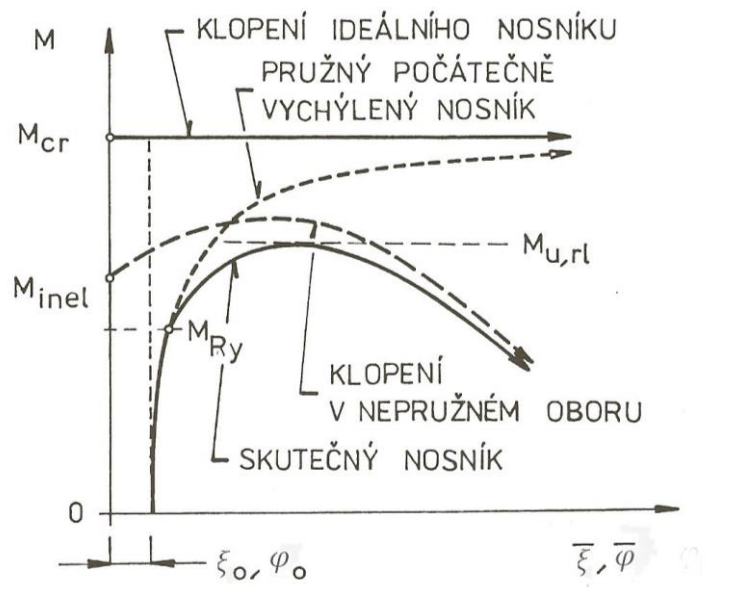 M
KLOPENÍ IDEÁLNÍHO NOSNÍKU
PRUŽNÝ POČÁTEČNĚ
VYCHÝLENÝ NOSNÍK
Mcr
Mu,rl
Minel
MRy
KLOPENÍ
V NEPRUŽNÉM OBORU
SKUTEČNÝ NOSNÍK
0
ξo, φo
ξ̅, φ̅